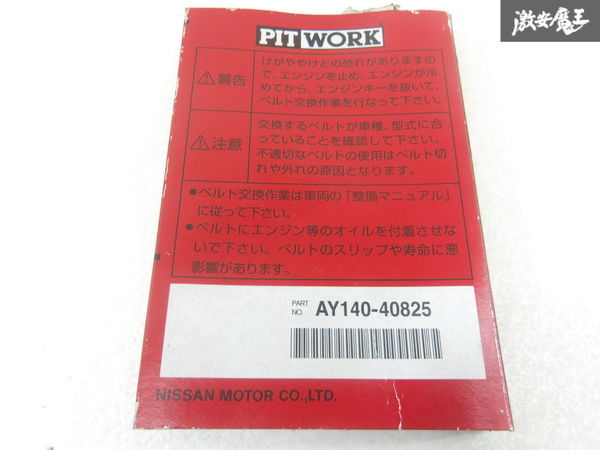 激安魔王
PITWORK
警告
けがややけどの恐れがありますの
で、エンジンを止め、エンジンが冷
めてから、エンジンキーを抜いて、
ベルト交換作業を行なって下さい。
注意
交換するベルトが車種、型式に合
っていることを確認して下さい。
不適切なベルトの使用はベルト切
れや外れの原因となります。
●ベルト交換作業は車両の「整備マニュアル」
に従って下さい。
●ベルトにエンジン等のオイルを付着させな
いで下さい。ベルトのスリップや寿命に悪
影響があります。
PART NO. AY140-40825
NISSAN MOTOR CO.,LTD.